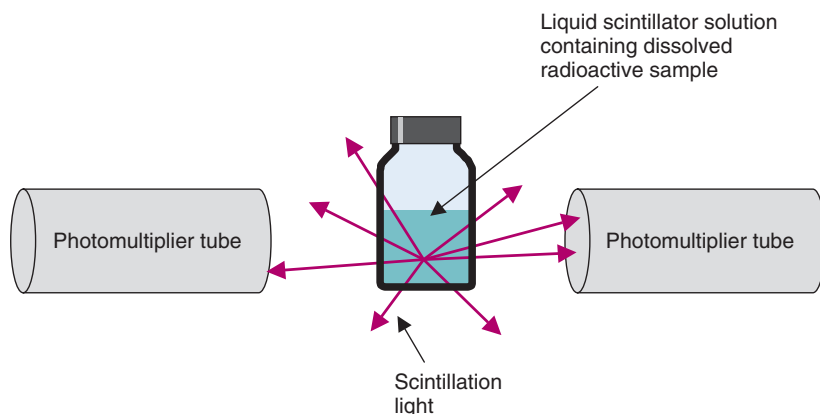 Liquid scintillator solution
containing dissolved
radioactive sample
Photomultiplier tube
Photomultiplier tube
Scintillation
light